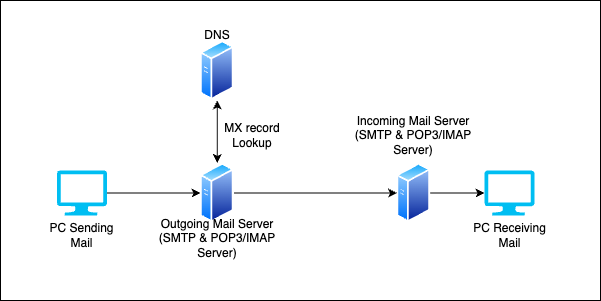 DNS
MX record
Lookup
Incoming Mail Server
(SMTP & POP3/IMAP
Server)
PC Sending
Mail
Outgoing Mail Server
(SMTP & POP3/IMAP
Server)
PC Receiving
Mail